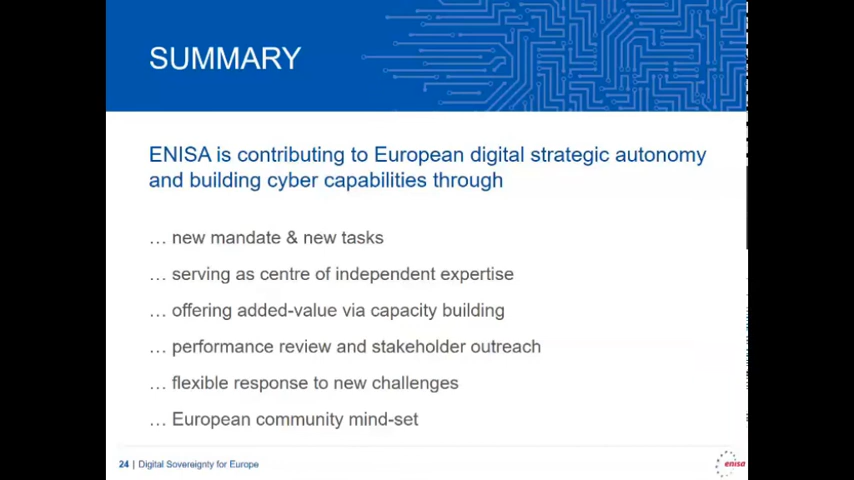 SUMMARY
ENISA is contributing to European digital strategic autonomy
and building cyber capabilities through
… new mandate & new tasks
… serving as centre of independent expertise
… offering added-value via capacity building
… performance review and stakeholder outreach
… flexible response to new challenges
… European community mind-set
24 | Digital Sovereignty for Europe
enisa